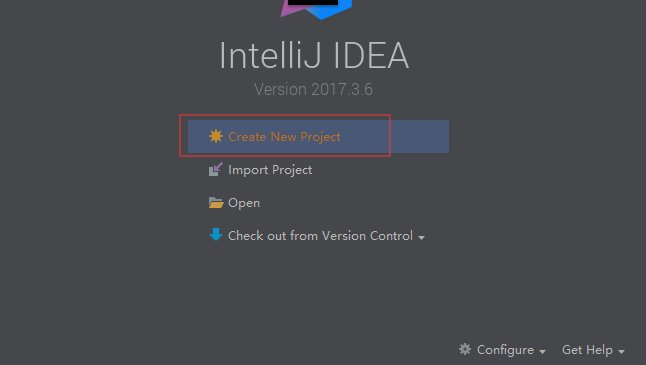 IntelliJ IDEA
Version 2017.3.6
Create New Project
Import Project
Open
Check out from Version Control
Configure Get Help